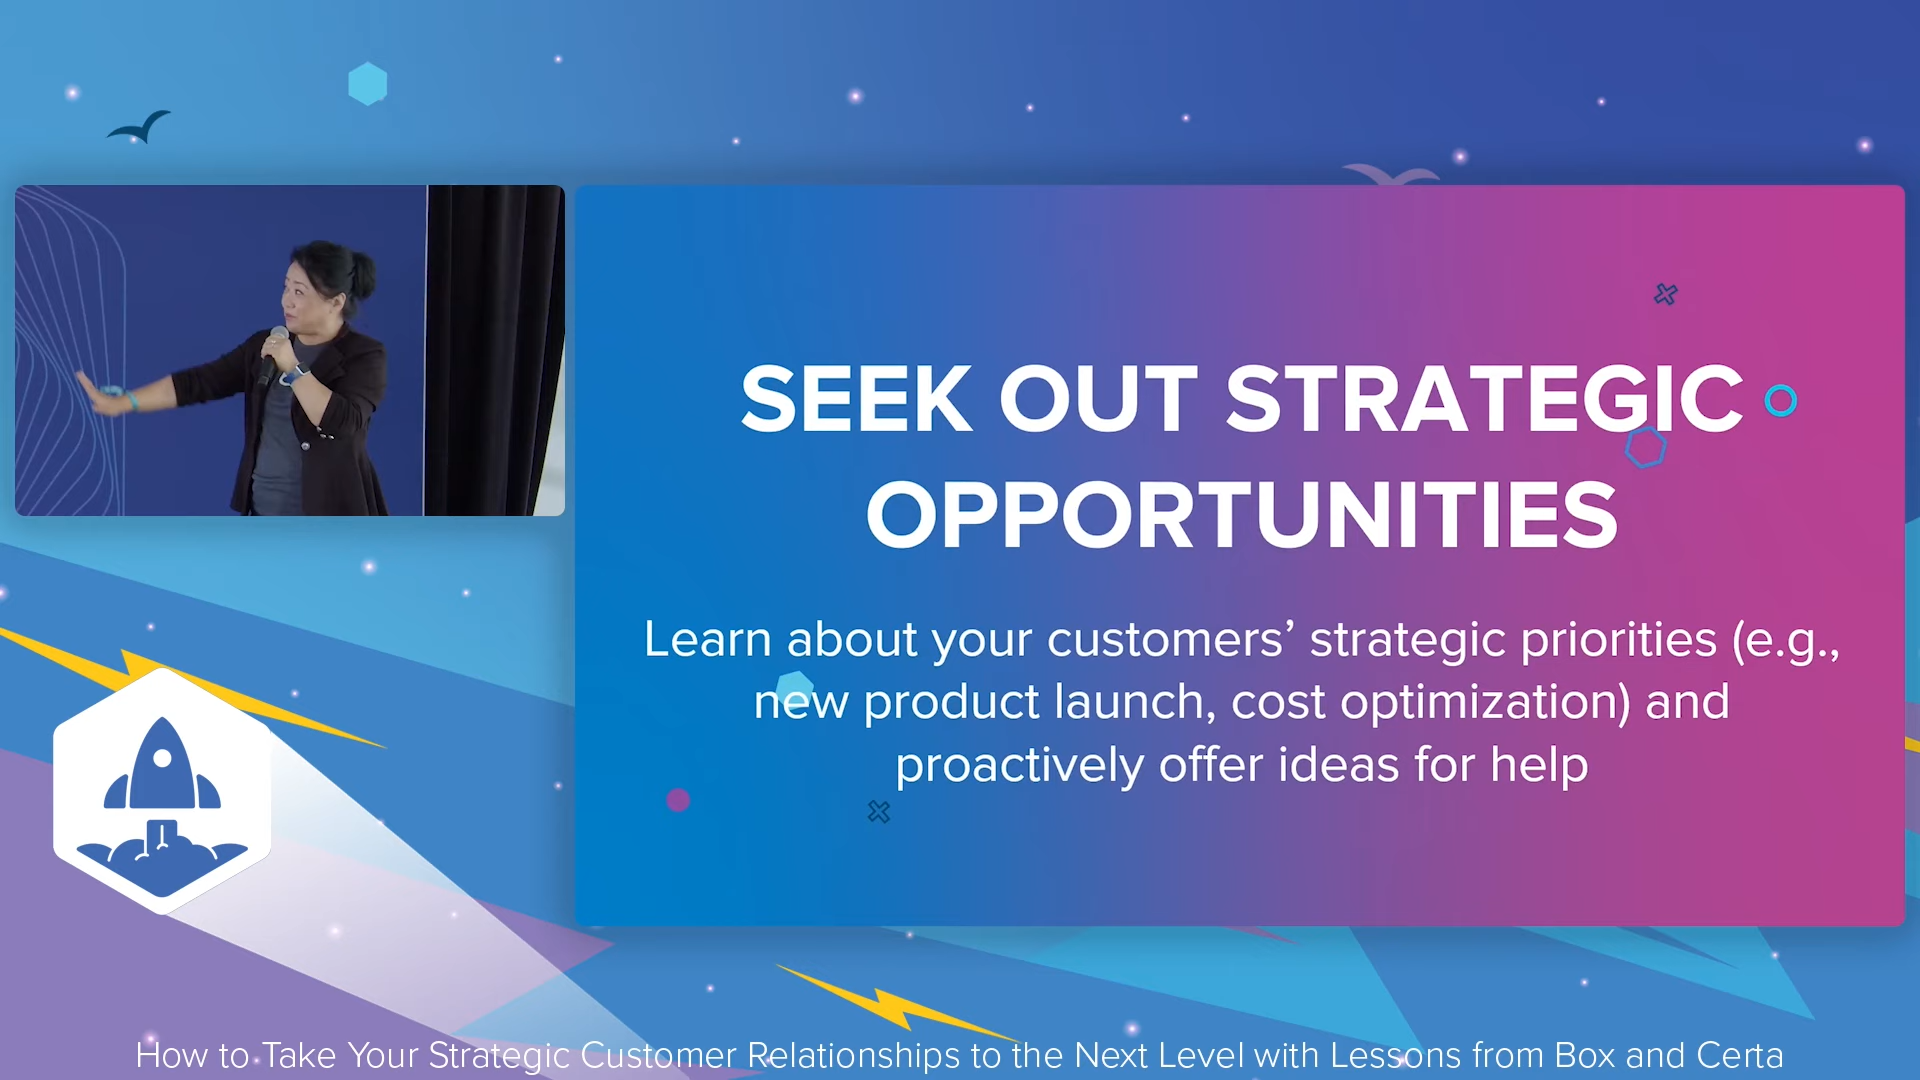 SEEK OUT STRATEGIC
OPPORTUNITIES
Learn about your customers’ strategic priorities (e.g.,
new product launch, cost optimization) and
proactively offer ideas for help
How to Take Your Strategic Customer Relationships to the Next Level with Lessons from Box and Certa